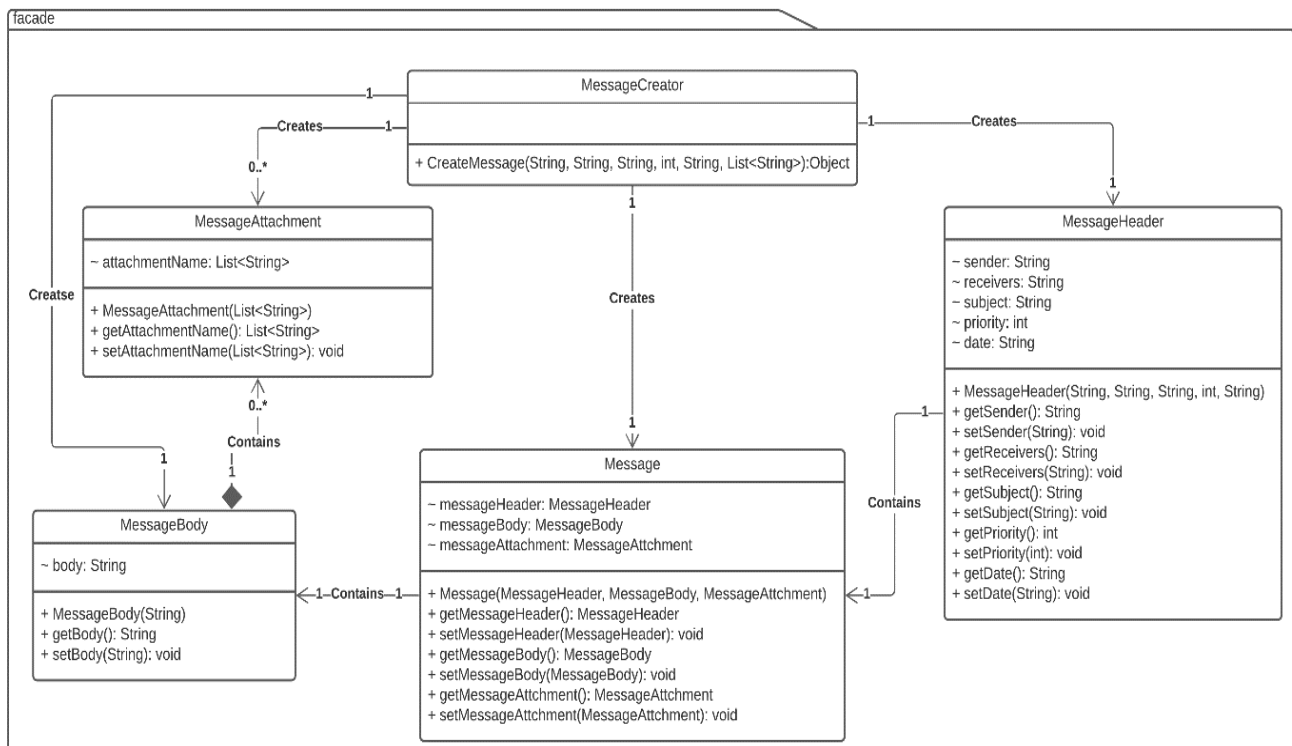 facade
MessageCreator
+ CreateMessage(String, String, String, int, String, List<String>):Object
1
Creates
1
0..*
1
Creates
1
1
Creates
1
Creatse
1
MessageAttachment
~ attachmentName: List<String>
+ MessageAttachment(List<String>)
+ getAttachmentName(): List<String>
+ setAttachmentName(List<String>): void
0..*
Contains
1
MessageHeader
~ sender: String
~ receivers: String
~ subject: String
~ priority: int
~ date: String
+ MessageHeader(String, String, String, int, String)
+ getSender(): String
+ setSender(String): void
+ getReceivers(): String
+ setReceivers(String): void
+ getSubject(): String
+ setSubject(String): void
+ getPriority(): int
+ setPriority(int): void
+ getDate(): String
+ setDate(String): void
1
Contains
1
Message
~ messageHeader: MessageHeader
~ messageBody: MessageBody
~ messageAttachment: MessageAttchment
+ Message(MessageHeader, MessageBody, MessageAttchment)
+ getMessageHeader(): MessageHeader
+ setMessageHeader(MessageHeader): void
+ getMessageBody(): MessageBody
+ setMessageBody(MessageBody): void
+ getMessageAttchment(): MessageAttchment
+ setMessageAttchment(MessageAttchment): void
1 Contains 1
MessageBody
~ body: String
+ MessageBody(String)
+ getBody(): String
+ setBody(String): void